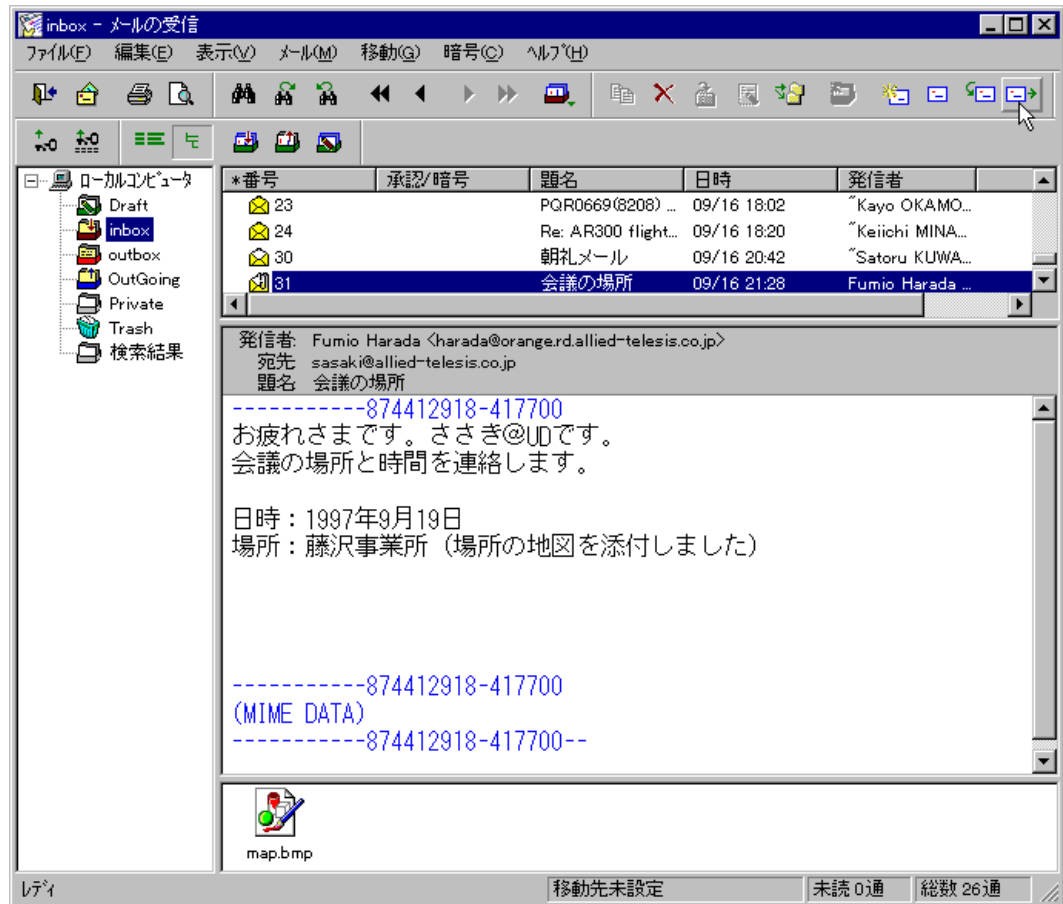 inbox - メールの受信
ファイル(F) 編集(E) 表示(V) メール(M) 移動(G) 暗号(C) ヘルプ(H)
ローカルコンピュータ
Draft
inbox
outbox
OutGoing
Private
Trash
検索結果
*番号 承認/暗号 題名 日時 発信者
23 PQR0669(8208) ... 09/16 18:02 ~Kayo OKAMO...
24 Re: AR300 flight... 09/16 18:20 ~Keiichi MINA...
30 朝礼メール 09/16 20:42 ~Satoru KUWA...
31 会議の場所 09/16 21:28 Fumio Harada ...
発信者: Fumio Harada <harada@orange.rd.allied-telesis.co.jp>
宛先 sasaki@allied-telesis.co.jp
題名 会議の場所
-----------874412918-417700
お疲れさまです。ささき@UDです。
会議の場所と時間を連絡します。
日時：1997年9月19日
場所：藤沢事業所（場所の地図を添付しました）
-----------874412918-417700
(MIME DATA)
-----------874412918-417700--
map.bmp
レディ 移動先未設定 未読 0通 総数 26通